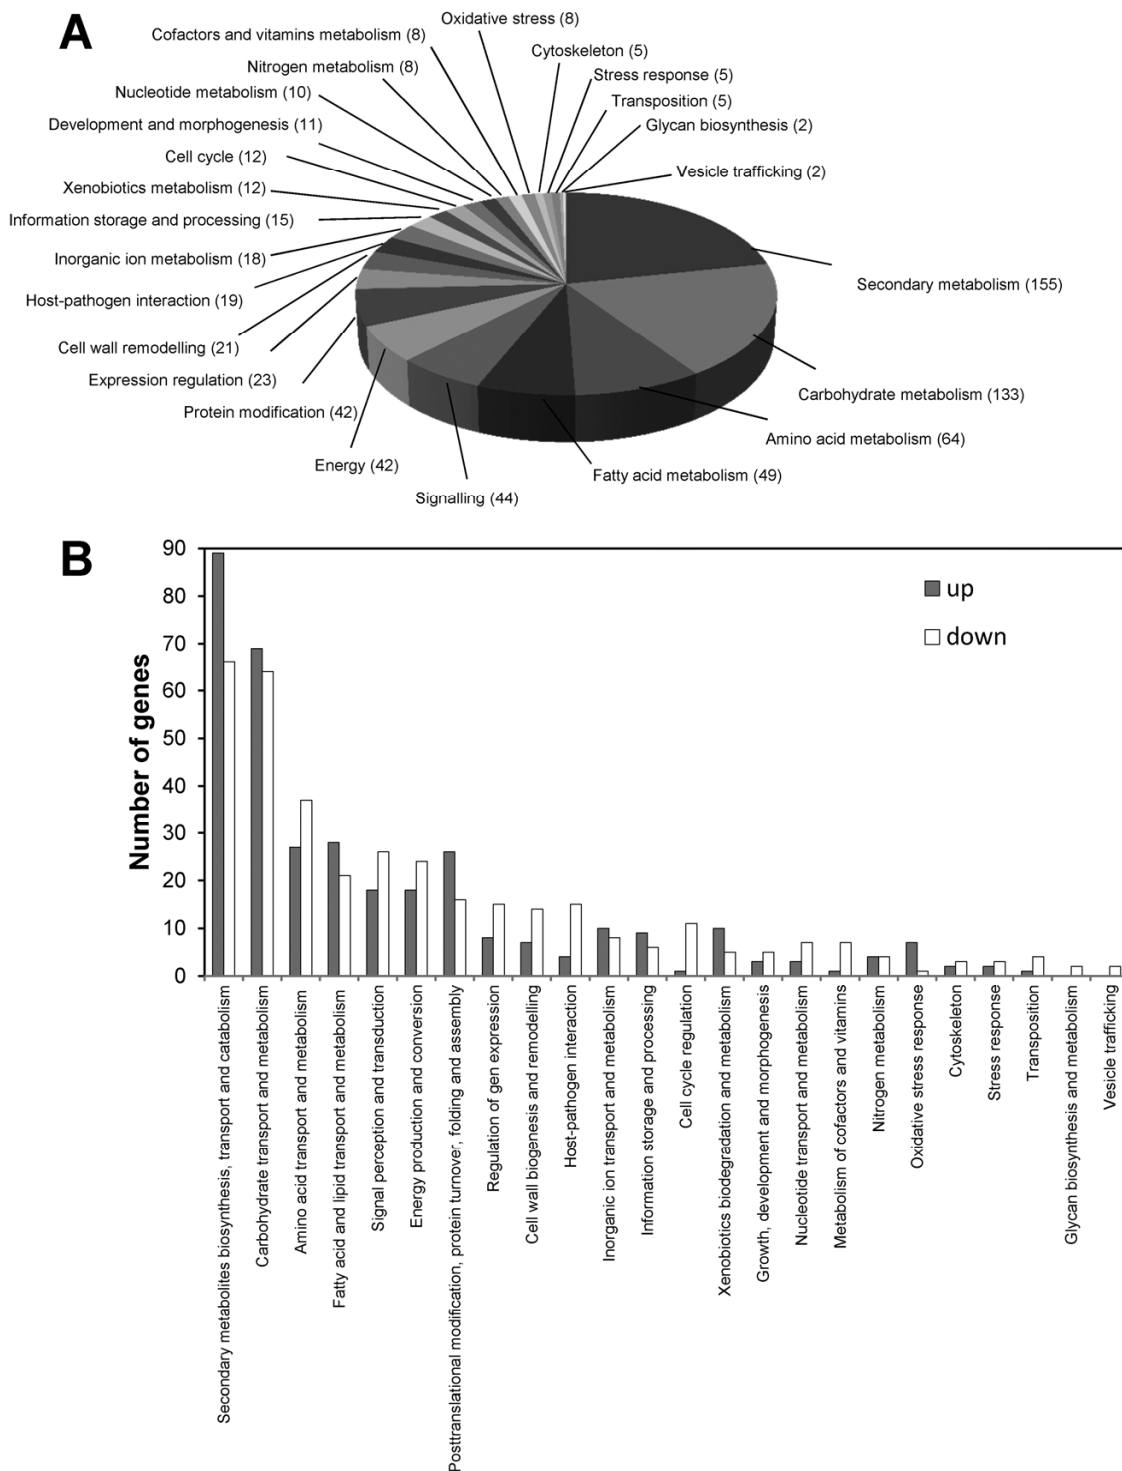 A
Oxidative stress (8)
Cofactors and vitamins metabolism (8)
Cytoskeleton (5)
Nitrogen metabolism (8)
Stress response (5)
Nucleotide metabolism (10)
Transposition (5)
Development and morphogenesis (11)
Glycan biosynthesis (2)
Cell cycle (12)
Vesicle trafficking (2)
Xenobiotics metabolism (12)
Information storage and processing (15)
Inorganic ion metabolism (18)
Secondary metabolism (155)
Host-pathogen interaction (19)
Cell wall remodelling (21)
Expression regulation (23)
Carbohydrate metabolism (133)
Protein modification (42)
Amino acid metabolism (64)
Energy (42)
Fatty acid metabolism (49)
Signalling (44)
B
90
80
70
60
50
40
30
20
10
0
Number of genes
up
down
Secondary metabolites biosynthesis, transport and catabolism
Carbohydrate transport and metabolism
Amino acid transport and metabolism
Fatty acid and lipid transport and metabolism
Signal perception and transduction
Energy production and conversion
Posttranslational modification, protein turnover, folding and assembly
Regulation of gen expression
Cell wall biogenesis and remodelling
Host-pathogen interaction
Inorganic ion transport and metabolism
Information storage and processing
Cell cycle regulation
Xenobiotics biodegradation and metabolism
Growth, development and morphogenesis
Nucleotide transport and metabolism
Metabolism of cofactors and vitamins
Nitrogen metabolism
Oxidative stress response
Cytoskeleton
Stress response
Transposition
Glycan biosynthesis and metabolism
Vesicle trafficking